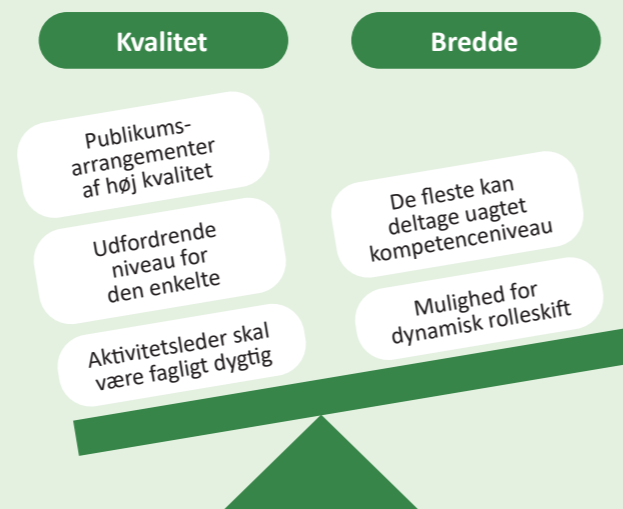 Kvalitet
Publikums-
arrangementer
af høj kvalitet
Udfordrende
niveau for
den enkelte
Aktivitetsleder skal
være fagligt dygtig
Bredde
De fleste kan
deltage uagtet
kompetenceniveau
Mulighed for
dynamisk rolleskift